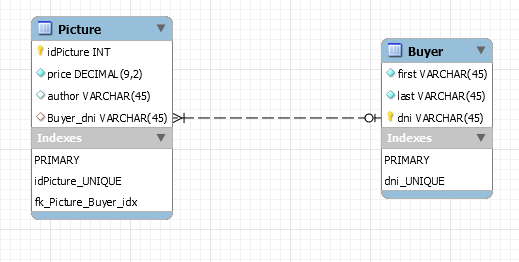 Picture
idPicture INT
price DECIMAL(9,2)
author VARCHAR(45)
Buyer_dni VARCHAR(45)
Indexes
PRIMARY
idPicture_UNIQUE
fk_Picture_Buyer_idx
Buyer
first VARCHAR(45)
last VARCHAR(45)
dni VARCHAR(45)
Indexes
PRIMARY
dni_UNIQUE